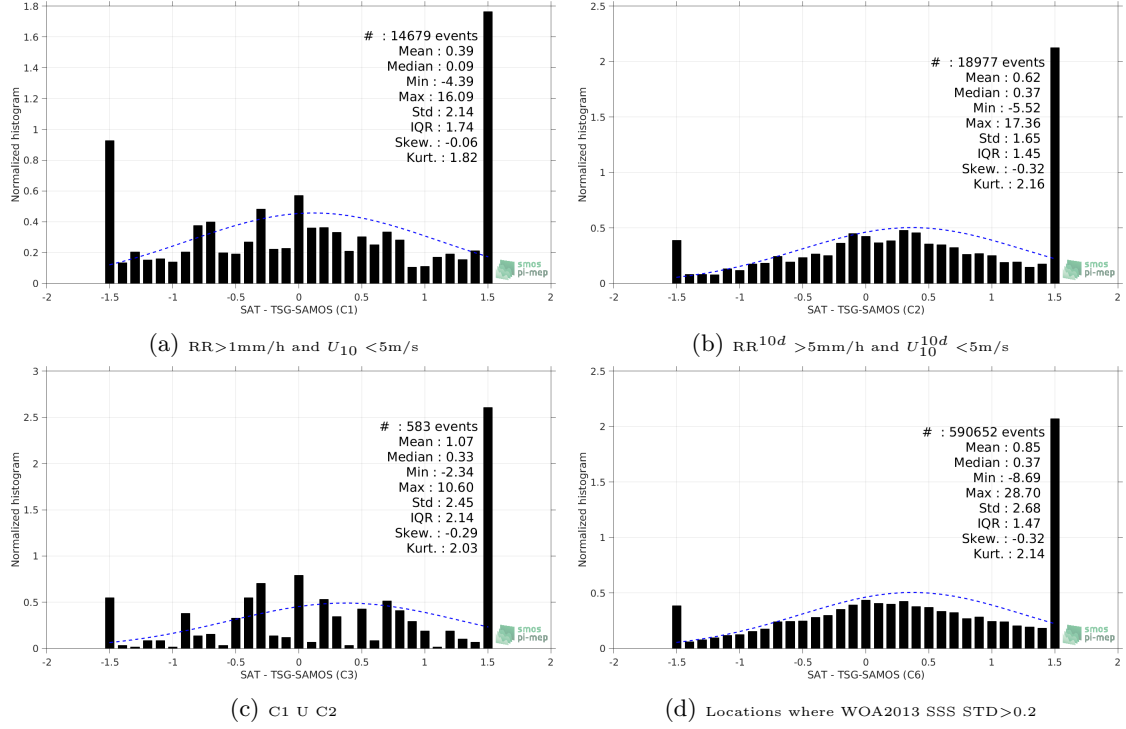 1.8
1.6
1.4
1.2
1
0.8
0.6
0.4
0.2
0
Normalized histogram
# : 14679 events
Mean : 0.39
Median : 0.09
Min : -4.39
Max : 16.09
Std : 2.14
IQR : 1.74
Skew. : -0.06
Kurt. : 1.82
smos
pi-mep
-2 -1.5 -1 -0.5 0 0.5 1 1.5 2
SAT - TSG-SAMOS (C1)
(a) RR>1mm/h and U10 <5m/s
2.5
2
1.5
1
0.5
0
Normalized histogram
# : 18977 events
Mean : 0.62
Median : 0.37
Min : -5.52
Max : 17.36
Std : 1.65
IQR : 1.45
Skew. : -0.32
Kurt. : 2.16
smos
pi-mep
-2 -1.5 -1 -0.5 0 0.5 1 1.5 2
SAT - TSG-SAMOS (C2)
(b) RR^10d >5mm/h and U10^10d <5m/s
3
2.5
2
1.5
1
0.5
0
Normalized histogram
# : 583 events
Mean : 1.07
Median : 0.33
Min : -2.34
Max : 10.60
Std : 2.45
IQR : 2.14
Skew. : -0.29
Kurt. : 2.03
smos
pi-mep
-2 -1.5 -1 -0.5 0 0.5 1 1.5 2
SAT - TSG-SAMOS (C3)
(c) C1 U C2
2.5
2
1.5
1
0.5
0
Normalized histogram
# : 590652 events
Mean : 0.85
Median : 0.37
Min : -8.69
Max : 28.70
Std : 2.68
IQR : 1.47
Skew. : -0.32
Kurt. : 2.14
smos
pi-mep
-2 -1.5 -1 -0.5 0 0.5 1 1.5 2
SAT - TSG-SAMOS (C6)
(d) Locations where WOA2013 SSS STD>0.2